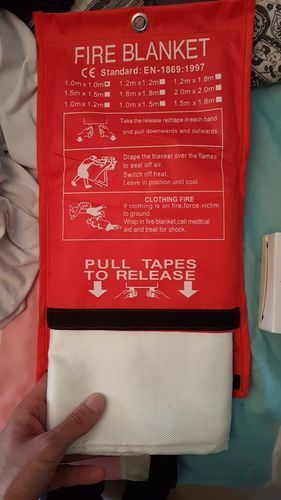 FIRE BLANKET
CE Standard: EN-1869:1997
1.0m x 1.0m 1.2m x 1.2m 1.2m x 1.8m
1.5m x 1.5m 1.8m x 1.8m 2.0m x 2.0m
1.0m x 1.2m 1.0m x 1.5m 1.5m x 1.8m
Take the release red tape in each hand
and pull downwards and outwards.
Drape the blanket over the flames
to seal off air.
Switch off heat.
Leave in position until cool.
CLOTHING FIRE
if clothing is on fire,force,victim
to ground.
Wrap in fire blanket,call medtcal
aid and treat for shock.
PULL TAPES
TO RELEASE